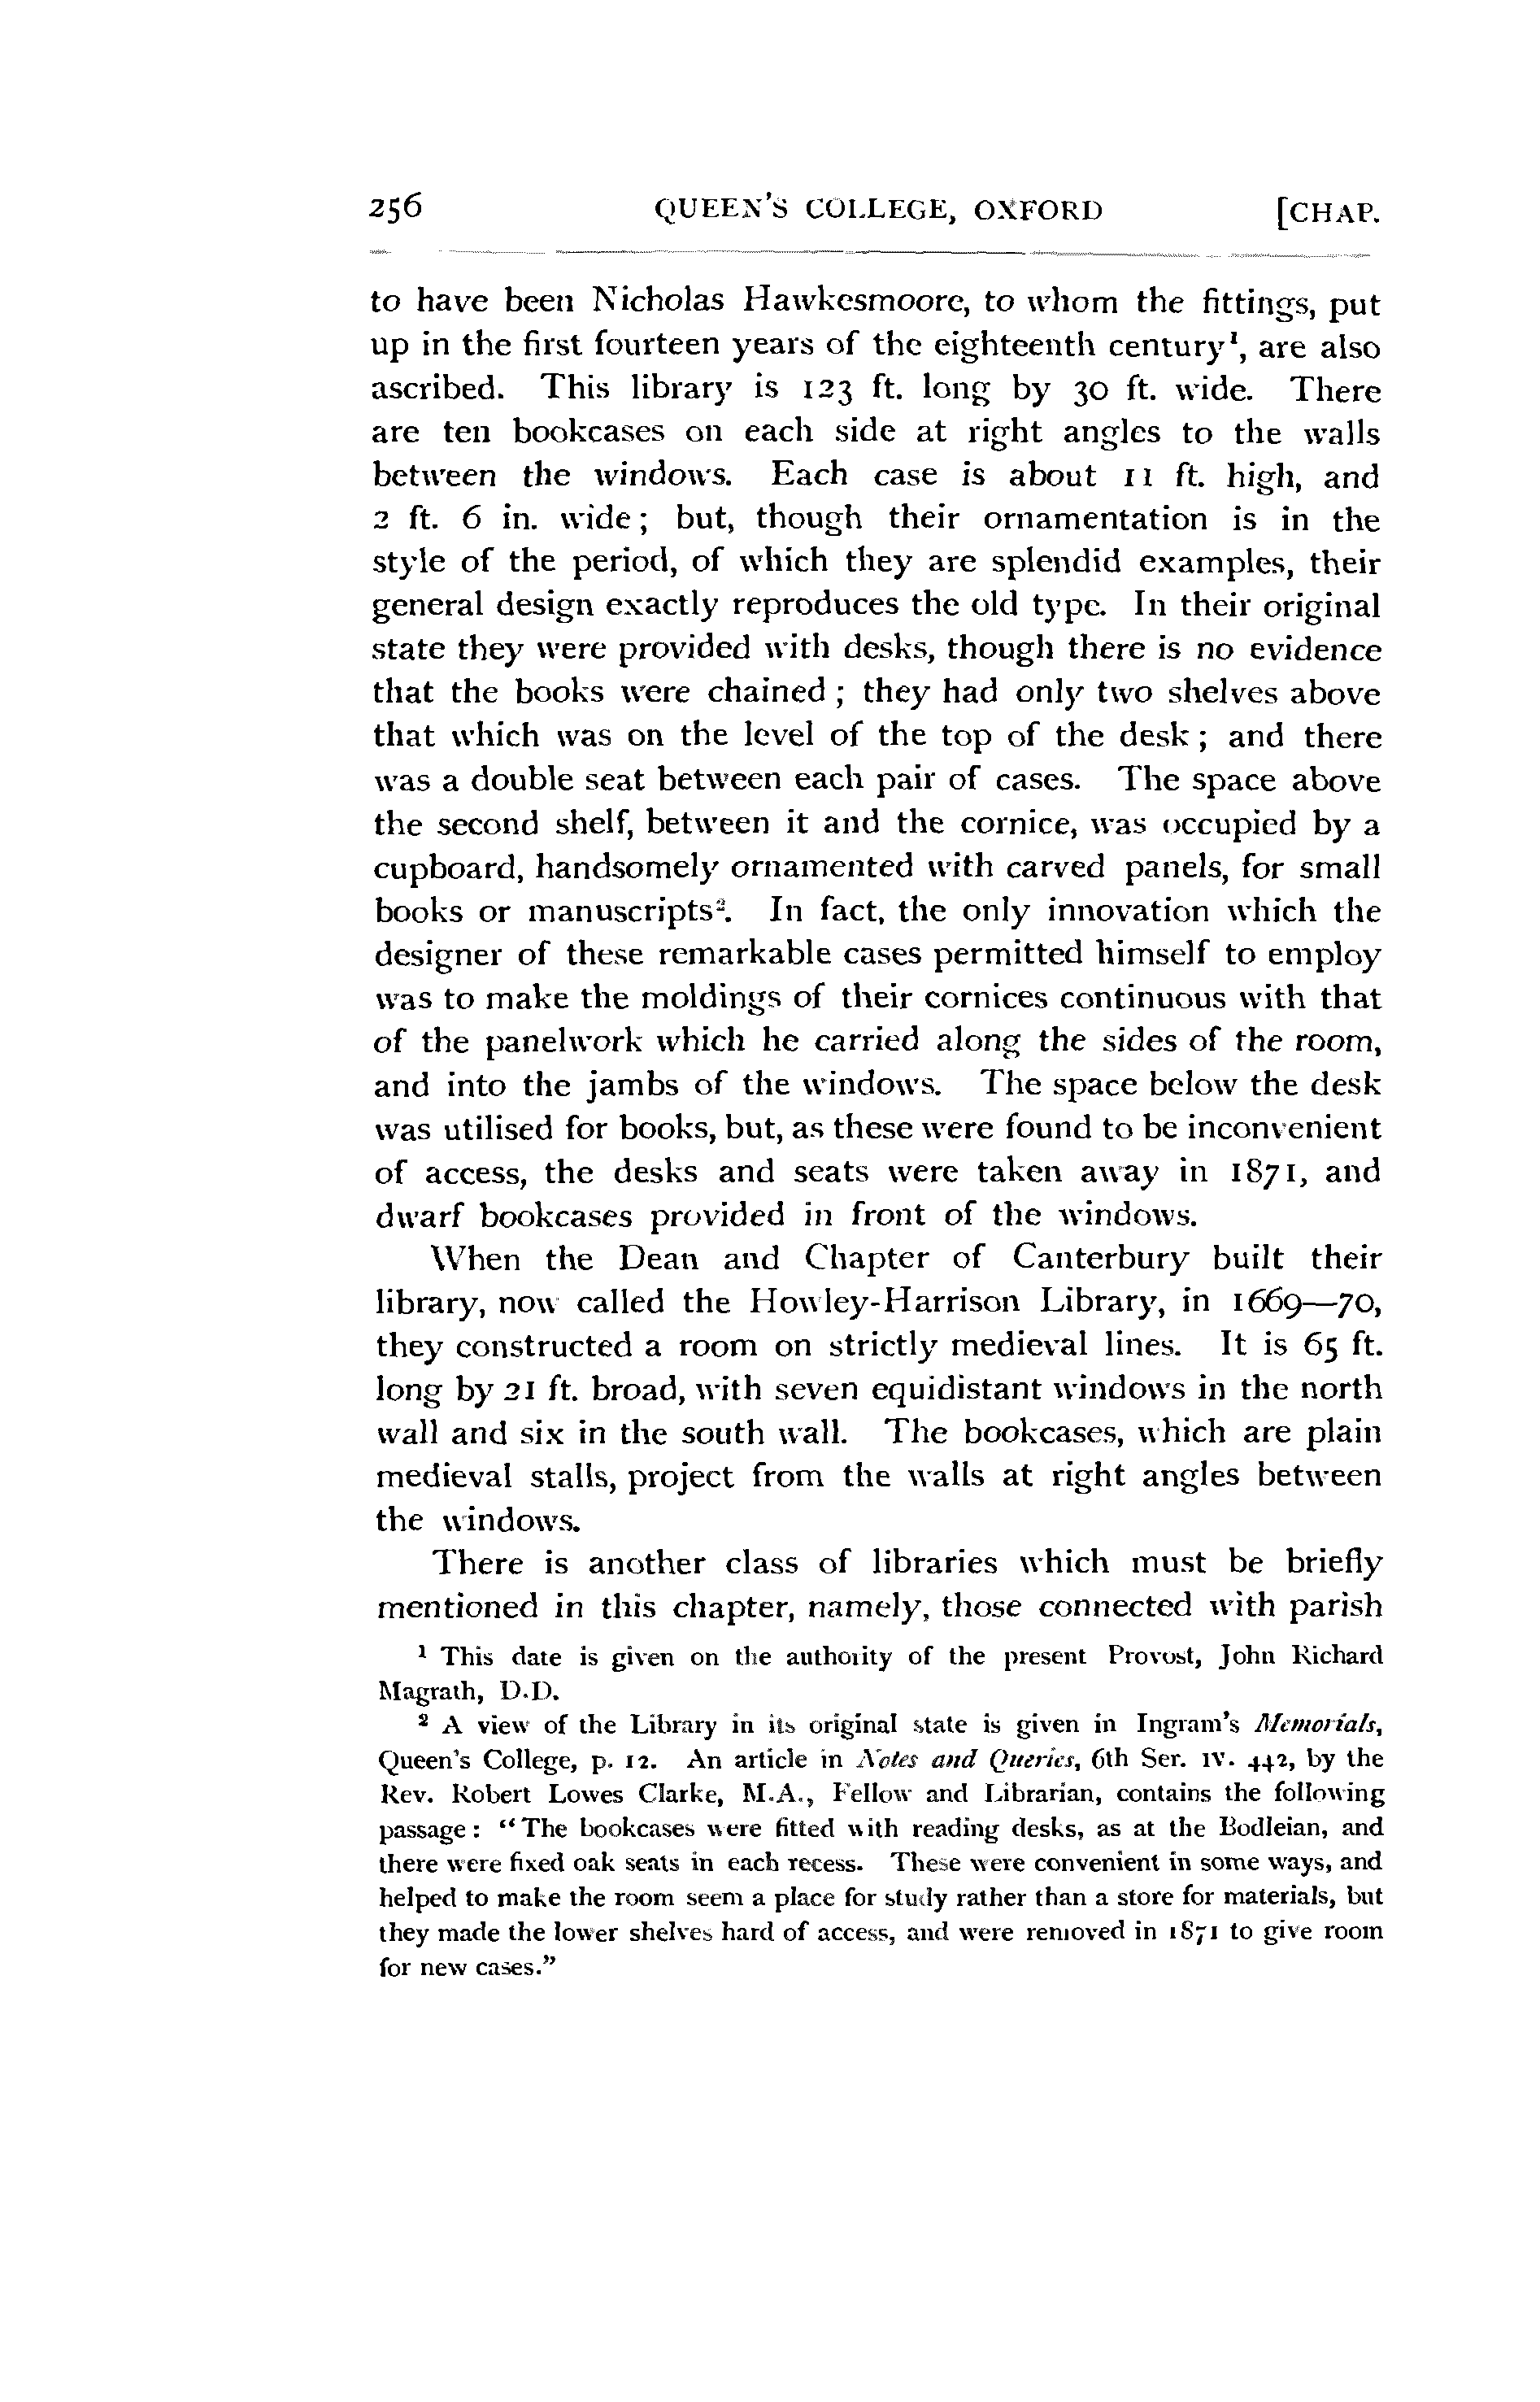 256 QUEEN'S COLLEGE, OXFORD [CHAP.
to have been Nicholas Hawkesmoore, to whom the fittings, put
up in the first fourteen years of the eighteenth century¹, are also
ascribed. This library is 123 ft. long by 30 ft. wide. There
are ten bookcases on each side at right angles to the walls
between the windows. Each case is about 11 ft. high, and
2 ft. 6 in. wide; but, though their ornamentation is in the
style of the period, of which they are splendid examples, their
general design exactly reproduces the old type. In their original
state they were provided with desks, though there is no evidence
that the books were chained; they had only two shelves above
that which was on the level of the top of the desk; and there
was a double seat between each pair of cases. The space above
the second shelf, between it and the cornice, was occupied by a
cupboard, handsomely ornamented with carved panels, for small
books or manuscripts². In fact, the only innovation which the
designer of these remarkable cases permitted himself to employ
was to make the moldings of their cornices continuous with that
of the panelwork which he carried along the sides of the room,
and into the jambs of the windows. The space below the desk
was utilised for books, but, as these were found to be inconvenient
of access, the desks and seats were taken away in 1871, and
dwarf bookcases provided in front of the windows.
When the Dean and Chapter of Canterbury built their
library, now called the Howley-Harrison Library, in 1669—70,
they constructed a room on strictly medieval lines. It is 65 ft.
long by 21 ft. broad, with seven equidistant windows in the north
wall and six in the south wall. The bookcases, which are plain
medieval stalls, project from the walls at right angles between
the windows.
There is another class of libraries which must be briefly
mentioned in this chapter, namely, those connected with parish
¹ This date is given on the authority of the present Provost, John Richard
Magrath, D.D.
² A view of the Library in its original state is given in Ingram's Memorials,
Queen's College, p. 12. An article in Notes and Queries, 6th Ser. IV. 442, by the
Rev. Robert Lowes Clarke, M.A., Fellow and Librarian, contains the following
passage: "The bookcases were fitted with reading desks, as at the Bodleian, and
there were fixed oak seats in each recess. These were convenient in some ways, and
helped to make the room seem a place for study rather than a store for materials, but
they made the lower shelves hard of access, and were removed in 1871 to give room
for new cases."